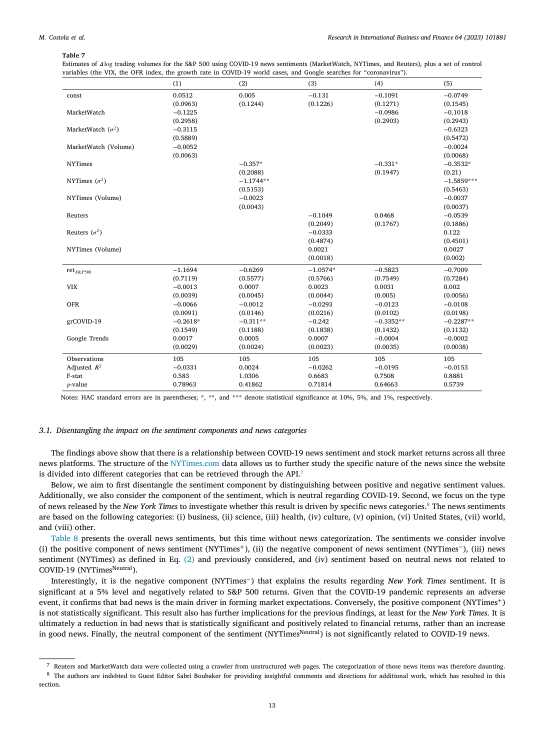 M. Costola et al.
Research in International Business and Finance 64 (2023) 101881
Table 7
Estimates of Δlog trading volumes for the S&P 500 using COVID-19 news sentiments (MarketWatch, NYTimes, and Reuters), plus a set of control
variables (the VIX, the OFR index, the growth rate in COVID-19 world cases, and Google searches for "coronavirus").
(1) (2) (3) (4) (5)
const 0.0512 0.005 −0.131 −0.1091 −0.0749
(0.0963) (0.1244) (0.1226) (0.1271) (0.1545)
MarketWatch −0.1225 −0.0986 −0.1018
(0.2958) (0.2903) (0.2943)
MarketWatch (σ²) −0.3115 −0.6323
(0.5889) (0.5472)
MarketWatch (Volume) −0.0052 −0.0024
(0.0063) (0.0068)
NYTimes −0.357* −0.331* −0.3532*
(0.2088) (0.1947) (0.21)
NYTimes (σ²) −1.1744** −1.5859***
(0.5153) (0.5463)
NYTimes (Volume) −0.0023 −0.0037
(0.0043) (0.0037)
Reuters −0.1049 0.0468 −0.0539
(0.2049) (0.1767) (0.1886)
Reuters (σ²) −0.0333 0.122
(0.4874) (0.4501)
NYTimes (Volume) 0.0021 0.0027
(0.0018) (0.002)
ret S&P500 −1.1694 −0.6269 −1.0574* −0.5823 −0.7009
(0.7119) (0.5577) (0.5766) (0.7549) (0.7284)
VIX −0.0013 0.0007 0.0023 0.0031 0.002
(0.0039) (0.0045) (0.0044) (0.005) (0.0056)
OFR −0.0066 −0.0012 −0.0293 −0.0123 −0.0108
(0.0091) (0.0146) (0.0216) (0.0102) (0.0198)
grCOVID-19 −0.2618* −0.311** −0.242 −0.3352** −0.2287**
(0.1549) (0.1188) (0.1838) (0.1432) (0.1132)
Google Trends 0.0017 0.0005 0.0007 −0.0004 −0.0002
(0.0029) (0.0024) (0.0023) (0.0035) (0.0038)
Observations 105 105 105 105 105
Adjusted R² −0.0331 0.0024 −0.0262 −0.0195 −0.0153
F-stat 0.583 1.0306 0.6683 0.7508 0.8881
p-value 0.78963 0.41862 0.71814 0.64663 0.5739
Notes: HAC standard errors are in parentheses; *, **, and *** denote statistical significance at 10%, 5%, and 1%, respectively.
3.1. Disentangling the impact on the sentiment components and news categories
The findings above show that there is a relationship between COVID-19 news sentiment and stock market returns across all three
news platforms. The structure of the NYTimes.com data allows us to further study the specific nature of the news since the website
is divided into different categories that can be retrieved through the API.⁷
Below, we aim to first disentangle the sentiment component by distinguishing between positive and negative sentiment values.
Additionally, we also consider the component of the sentiment, which is neutral regarding COVID-19. Second, we focus on the type
of news released by the New York Times to investigate whether this result is driven by specific news categories.⁸ The news sentiments
are based on the following categories: (i) business, (ii) science, (iii) health, (iv) culture, (v) opinion, (vi) United States, (vii) world,
and (viii) other.
Table 8 presents the overall news sentiments, but this time without news categorization. The sentiments we consider involve
(i) the positive component of news sentiment (NYTimes⁺), (ii) the negative component of news sentiment (NYTimes⁻), (iii) news
sentiment (NYTimes) as defined in Eq. (2) and previously considered, and (iv) sentiment based on neutral news not related to
COVID-19 (NYTimes^Neutral).
Interestingly, it is the negative component (NYTimes⁻) that explains the results regarding New York Times sentiment. It is
significant at a 5% level and negatively related to S&P 500 returns. Given that the COVID-19 pandemic represents an adverse
event, it confirms that bad news is the main driver in forming market expectations. Conversely, the positive component (NYTimes⁺)
is not statistically significant. This result also has further implications for the previous findings, at least for the New York Times. It is
ultimately a reduction in bad news that is statistically significant and positively related to financial returns, rather than an increase
in good news. Finally, the neutral component of the sentiment (NYTimes^Neutral) is not significantly related to COVID-19 news.
⁷ Reuters and MarketWatch data were collected using a crawler from unstructured web pages. The categorization of those news items was therefore daunting.
⁸ The authors are indebted to Guest Editor Sabri Boubaker for providing insightful comments and directions for additional work, which has resulted in this
section.
13